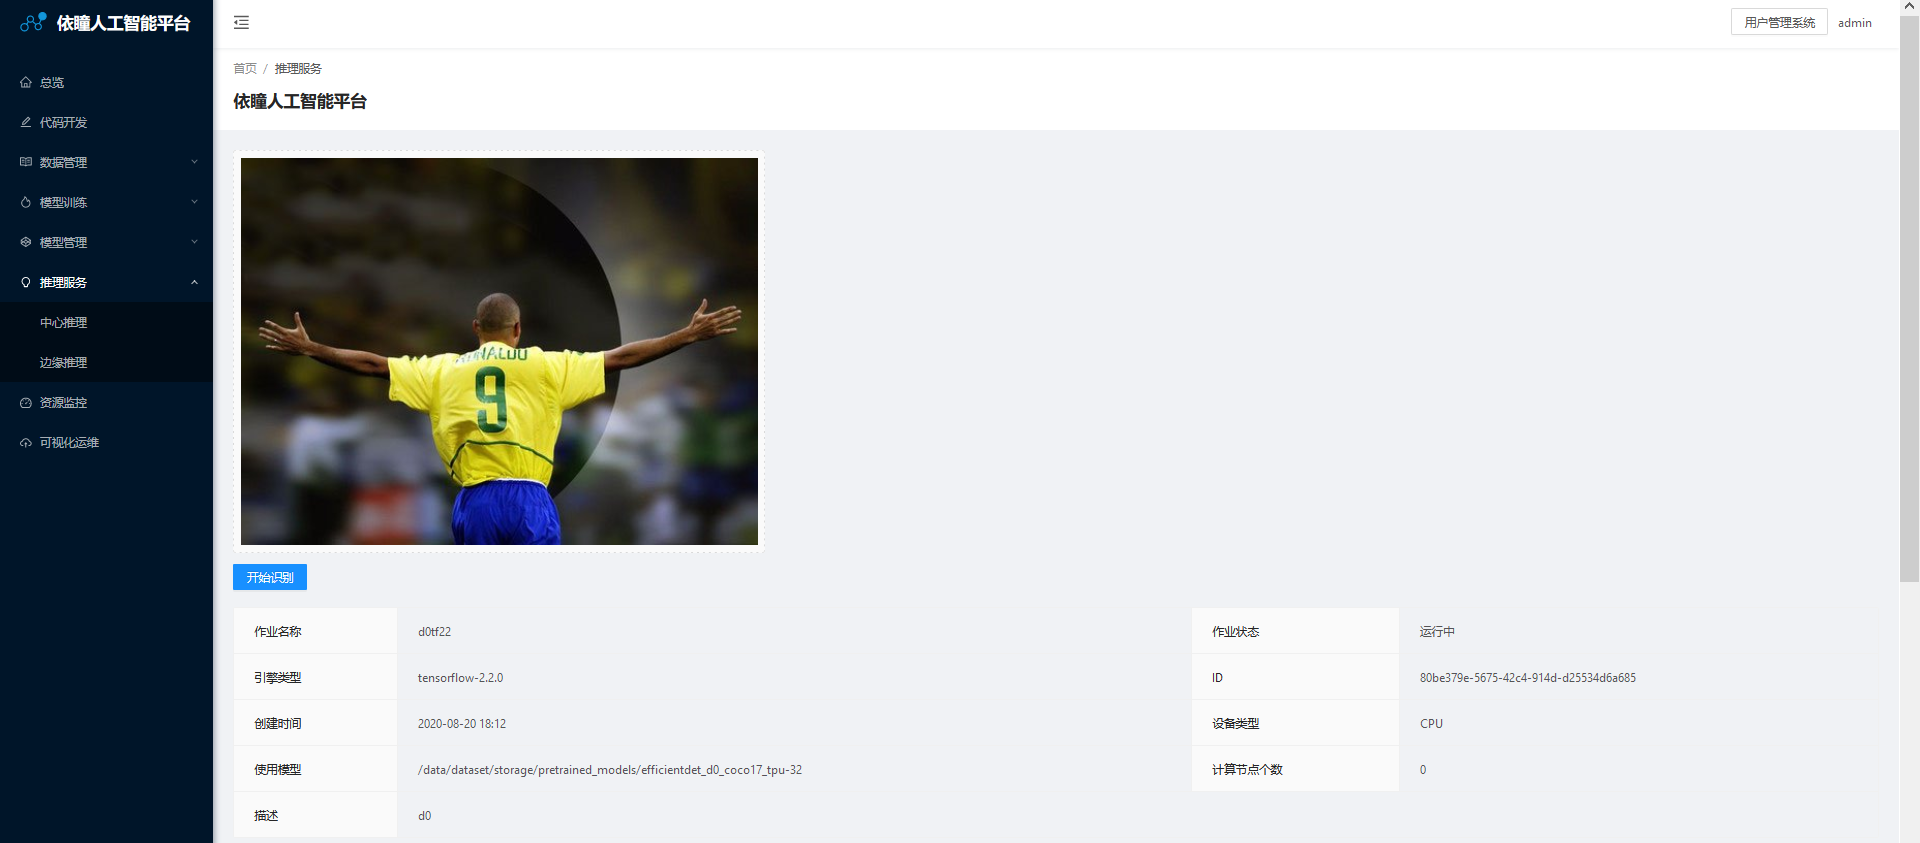 依瞳人工智能平台
用户管理系统 admin
总览
代码开发
数据管理
模型训练
模型管理
推理服务
中心推理
边缘推理
资源监控
可视化运维
首页 / 推理服务
依瞳人工智能平台
9
开始识别
作业名称 d0tf22 作业状态 运行中
引擎类型 tensorflow-2.2.0 ID 80be379e-5675-42c4-914d-d25534d6a685
创建时间 2020-08-20 18:12 设备类型 CPU
使用模型 /data/dataset/storage/pretrained_models/efficientdet_d0_coco17_tpu-32 计算节点个数 0
描述 d0